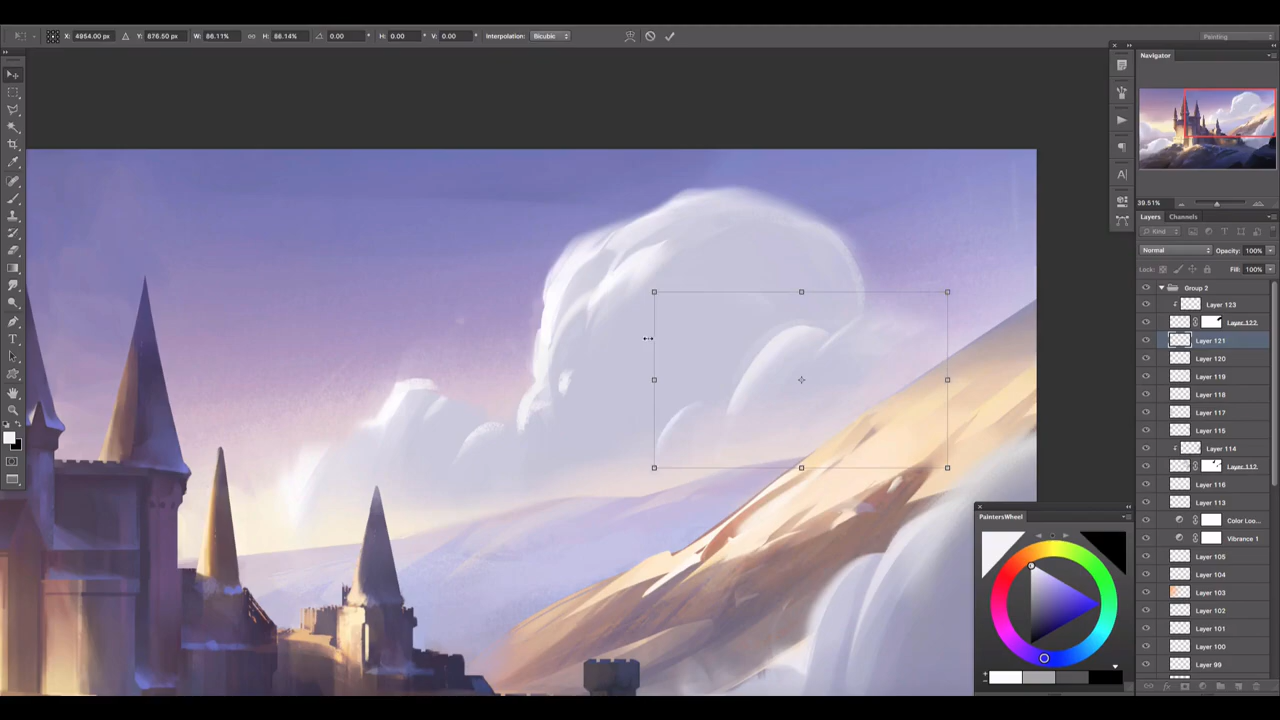 X: 4954.00 px Y: 876.50 px W: 86.11% H: 86.14% 0.00 ° H: 0.00 ° V: 0.00 ° Interpolation: Bicubic Painting
Navigator
39.51%
Layers Channels
Kind
Normal Opacity: 100%
Lock: Fill: 100%
Group 2
Layer 123
Layer 122
Layer 121
Layer 120
Layer 119
Layer 118
Layer 117
Layer 115
Layer 114
Layer 112
Layer 116
Layer 113
Color Loo...
Vibrance 1
Layer 105
Layer 104
Layer 103
Layer 102
Layer 101
Layer 100
Layer 99
PaintersWheel